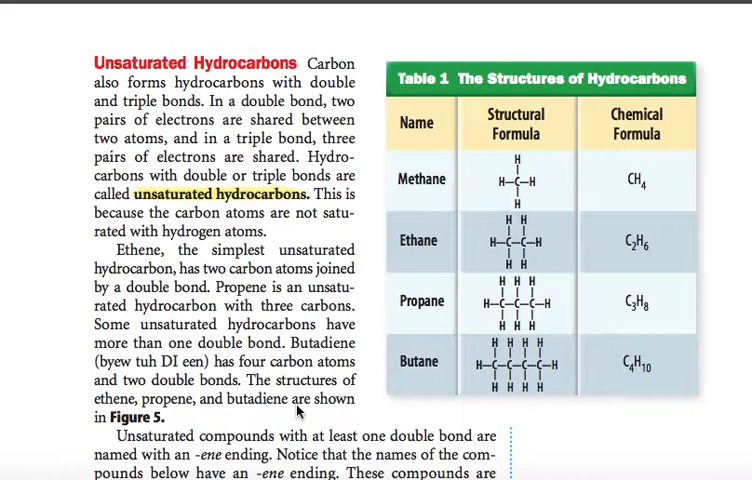 Unsaturated Hydrocarbons Carbon
also forms hydrocarbons with double
and triple bonds. In a double bond, two
pairs of electrons are shared between
two atoms, and in a triple bond, three
pairs of electrons are shared. Hydro-
carbons with double or triple bonds are
called unsaturated hydrocarbons. This is
because the carbon atoms are not satu-
rated with hydrogen atoms.
Ethene, the simplest unsaturated
hydrocarbon, has two carbon atoms joined
by a double bond. Propene is an unsatu-
rated hydrocarbon with three carbons.
Some unsaturated hydrocarbons have
more than one double bond. Butadiene
(byew tuh DI een) has four carbon atoms
and two double bonds. The structures of
ethene, propene, and butadiene are shown
in Figure 5.
Unsaturated compounds with at least one double bond are
named with an -ene ending. Notice that the names of the com-
pounds below have an -ene ending. These compounds are
Table 1 The Structures of Hydrocarbons
Name Structural Formula Chemical Formula
Methane
H
H–C–H
H
CH₄
Ethane
H H
H–C–C–H
H H
C₂H₆
Propane
H H H
H–C–C–C–H
H H H
C₃H₈
Butane
H H H H
H–C–C–C–C–H
H H H H
C₄H₁₀